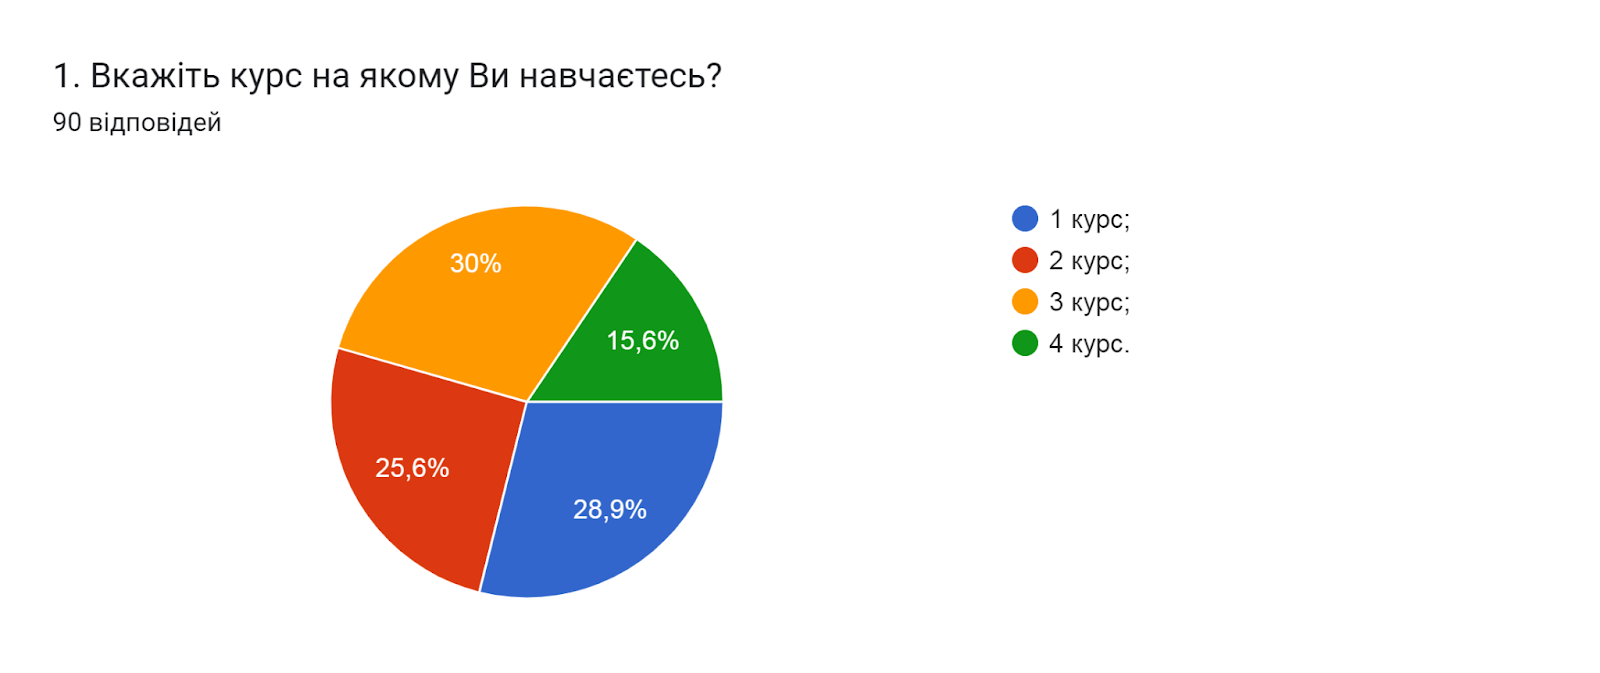 1. Вкажіть курс на якому Ви навчаєтесь?
90 відповідей
30%
15,6%
25,6%
28,9%
1 курс;
2 курс;
3 курс;
4 курс.